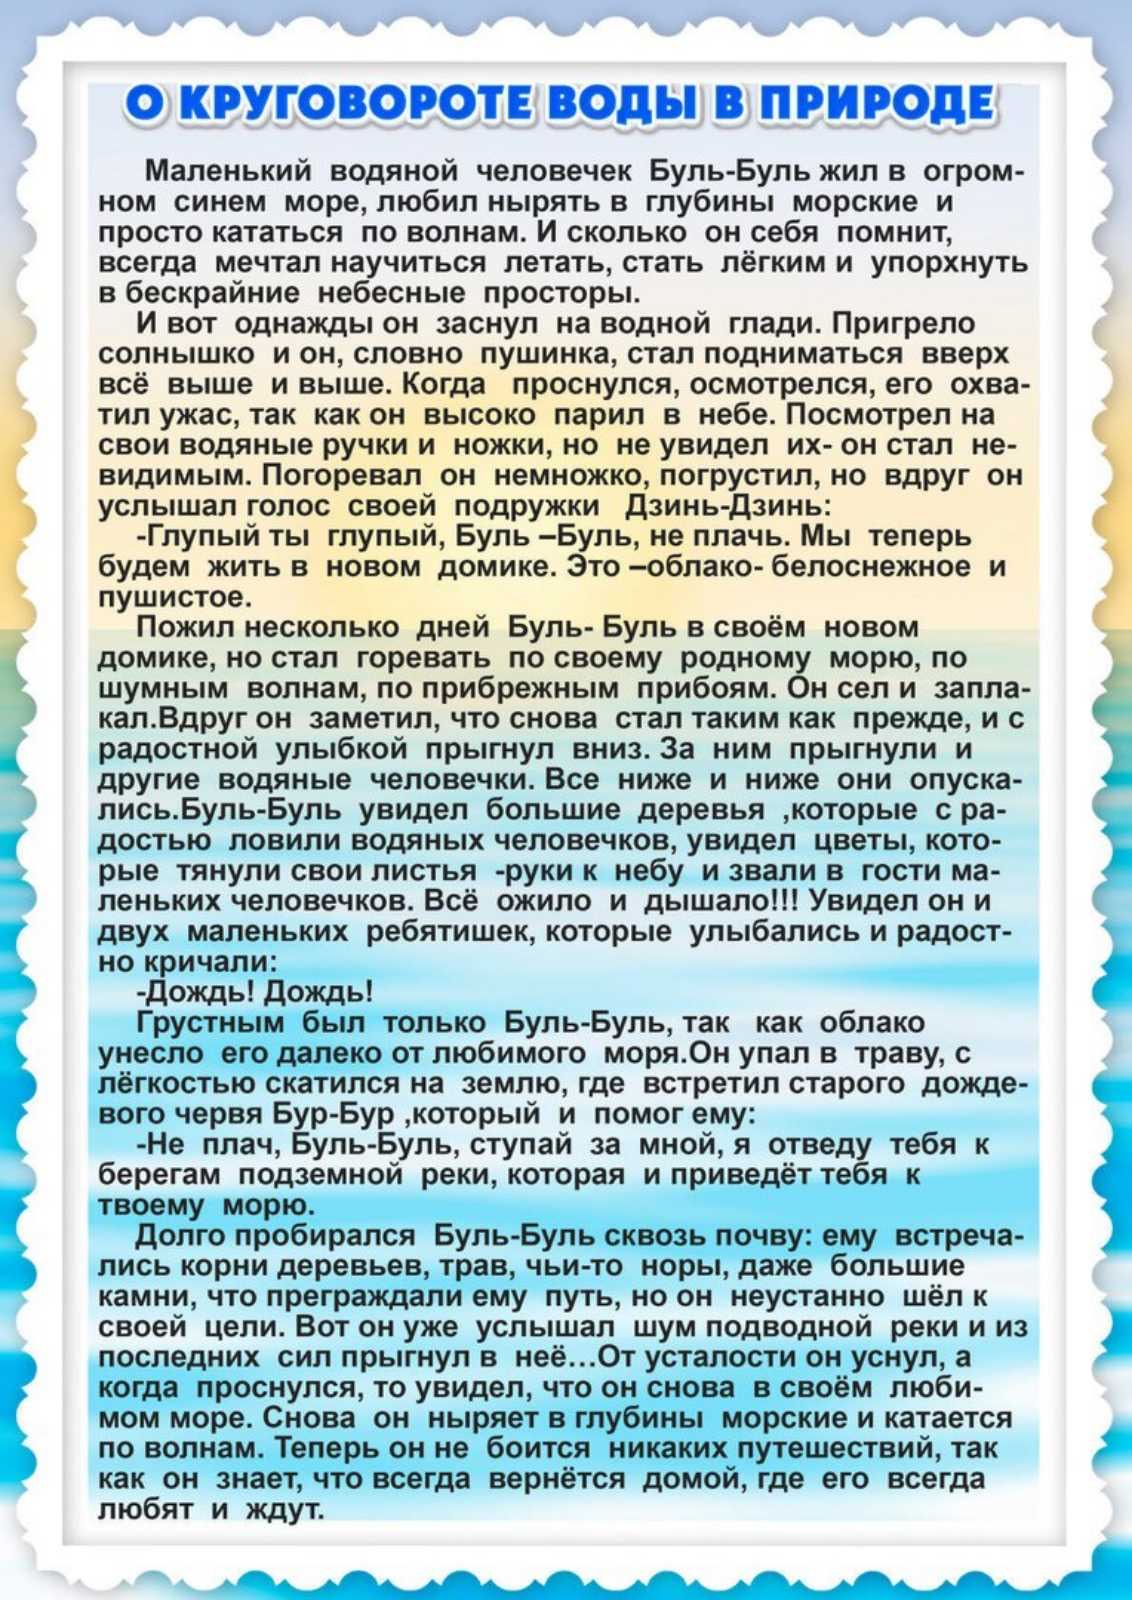 О КРУГОВОРОТЕ ВОДЫ В ПРИРОДЕ
Маленький водяной человечек Буль-Буль жил в огром-
ном синем море, любил нырять в глубины морские и
просто кататься по волнам. И сколько он себя помнит,
всегда мечтал научиться летать, стать лёгким и упорхнуть
в бескрайние небесные просторы.
И вот однажды он заснул на водной глади. Пригрело
солнышко и он, словно пушинка, стал подниматься вверх
всё выше и выше. Когда проснулся, осмотрелся, его охва-
тил ужас, так как он высоко парил в небе. Посмотрел на
свои водяные ручки и ножки, но не увидел их- он стал не-
видимым. Погоревал он немножко, погрустил, но вдруг он
услышал голос своей подружки Дзинь-Дзинь:
-Глупый ты глупый, Буль –Буль, не плачь. Мы теперь
будем жить в новом домике. Это –облако- белоснежное и
пушистое.
Пожил несколько дней Буль- Буль в своём новом
домике, но стал горевать по своему родному морю, по
шумным волнам, по прибрежным прибоям. Он сел и запла-
кал.Вдруг он заметил, что снова стал таким как прежде, и с
радостной улыбкой прыгнул вниз. За ним прыгнули и
другие водяные человечки. Все ниже и ниже они опуска-
лись.Буль-Буль увидел большие деревья ,которые с ра-
достью ловили водяных человечков, увидел цветы, кото-
рые тянули свои листья -руки к небу и звали в гости ма-
леньких человечков. Всё ожило и дышало!!! Увидел он и
двух маленьких ребятишек, которые улыбались и радост-
но кричали:
-Дождь! Дождь!
Грустным был только Буль-Буль, так как облако
унесло его далеко от любимого моря.Он упал в траву, с
лёгкостью скатился на землю, где встретил старого дожде-
вого червя Бур-Бур ,который и помог ему:
-Не плач, Буль-Буль, ступай за мной, я отведу тебя к
берегам подземной реки, которая и приведёт тебя к
твоему морю.
Долго пробирался Буль-Буль сквозь почву: ему встреча-
лись корни деревьев, трав, чьи-то норы, даже большие
камни, что преграждали ему путь, но он неустанно шёл к
своей цели. Вот он уже услышал шум подводной реки и из
последних сил прыгнул в неё...От усталости он уснул, а
когда проснулся, то увидел, что он снова в своём люби-
мом море. Снова он ныряет в глубины морские и катается
по волнам. Теперь он не боится никаких путешествий, так
как он знает, что всегда вернётся домой, где его всегда
любят и ждут.